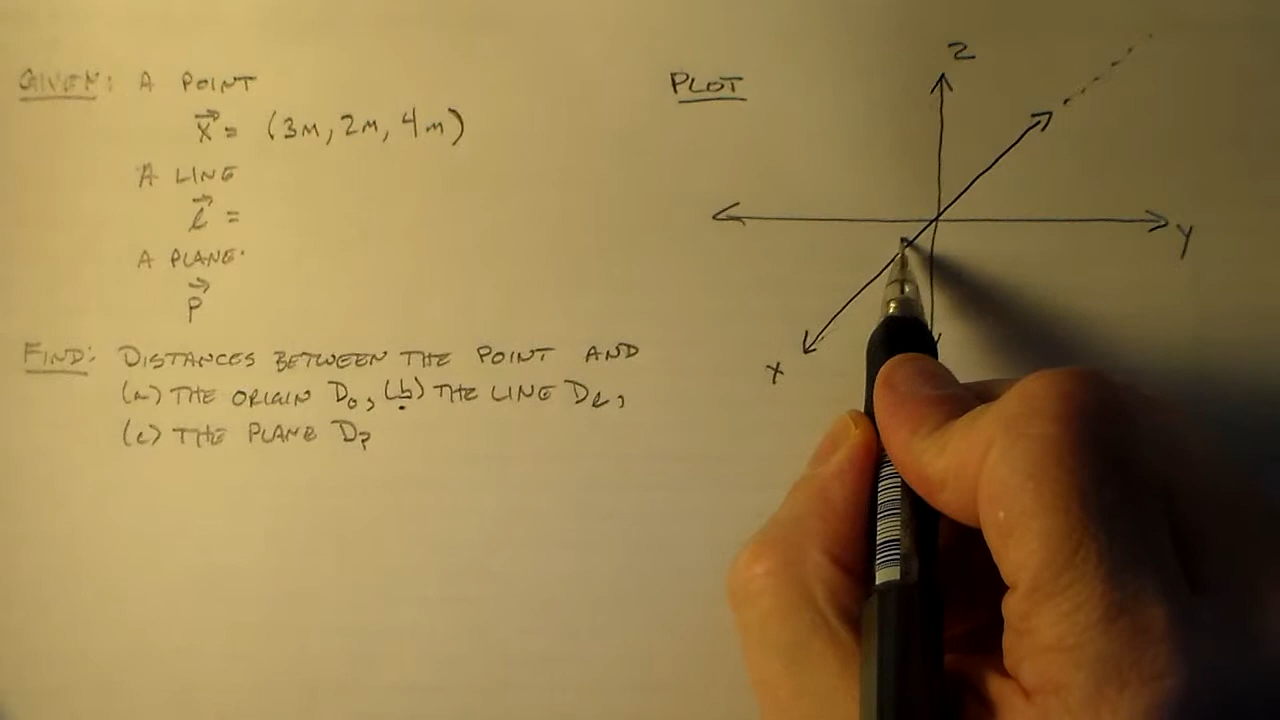 GIVEN: A POINT
x = (3m, 2m, 4m)
A LINE
l =
A PLANE
P
FIND: DISTANCES BETWEEN THE POINT AND
(a) THE ORIGIN Do, (b) THE LINE Dl,
(c) THE PLANE Dp
PLOT
z
y
x